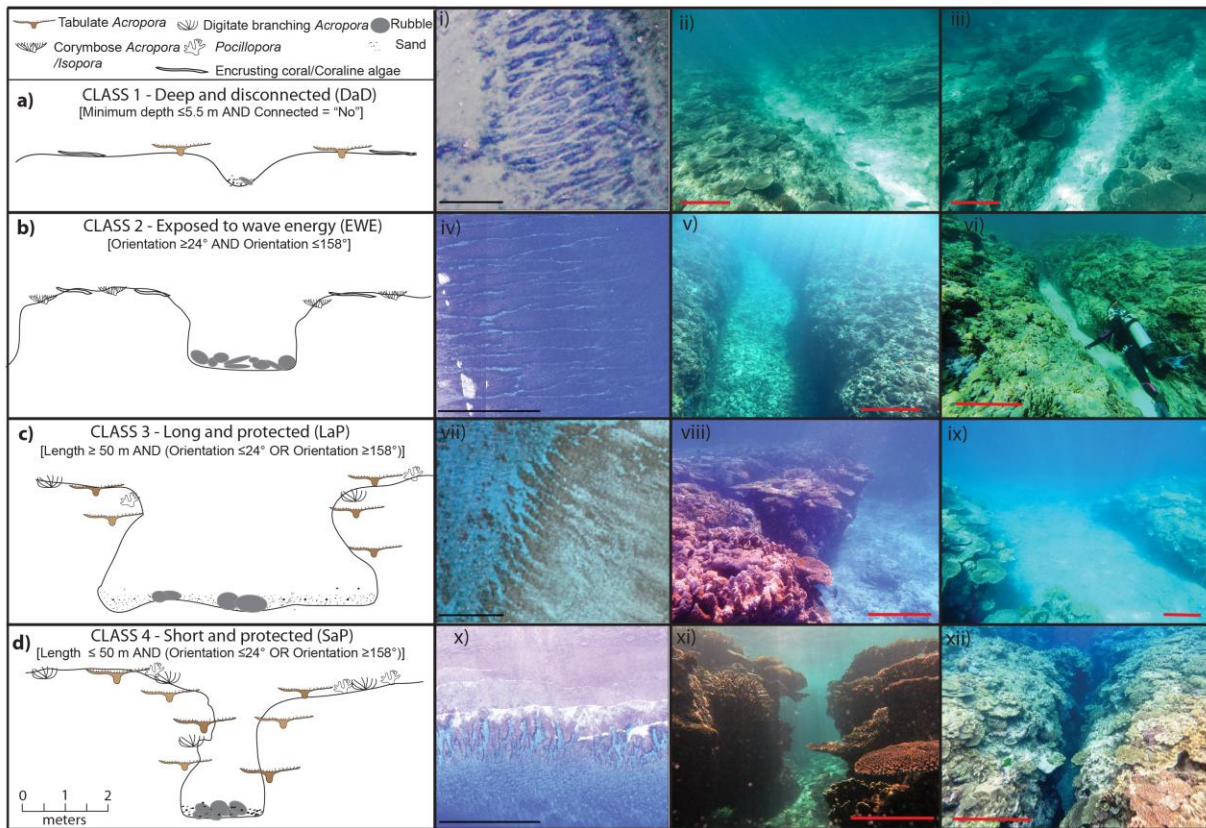 Tabulate Acropora
Digitate branching Acropora
Rubble
Corymbose Acropora
/Isopora
Pocillopora
Sand
Encrusting coral/Coraline algae
a)
CLASS 1 - Deep and disconnected (DaD)
[Minimum depth ≤5.5 m AND Connected = “No”]
i)
ii)
iii)
b)
CLASS 2 - Exposed to wave energy (EWE)
[Orientation ≥24° AND Orientation ≤158°]
iv)
v)
vi)
c)
CLASS 3 - Long and protected (LaP)
[Length ≥ 50 m AND (Orientation ≤24° OR Orientation ≥158°)]
vii)
viii)
ix)
d)
CLASS 4 - Short and protected (SaP)
[Length ≤ 50 m AND (Orientation ≤24° OR Orientation ≥158°)]
x)
xi)
xii)
0 1 2
meters